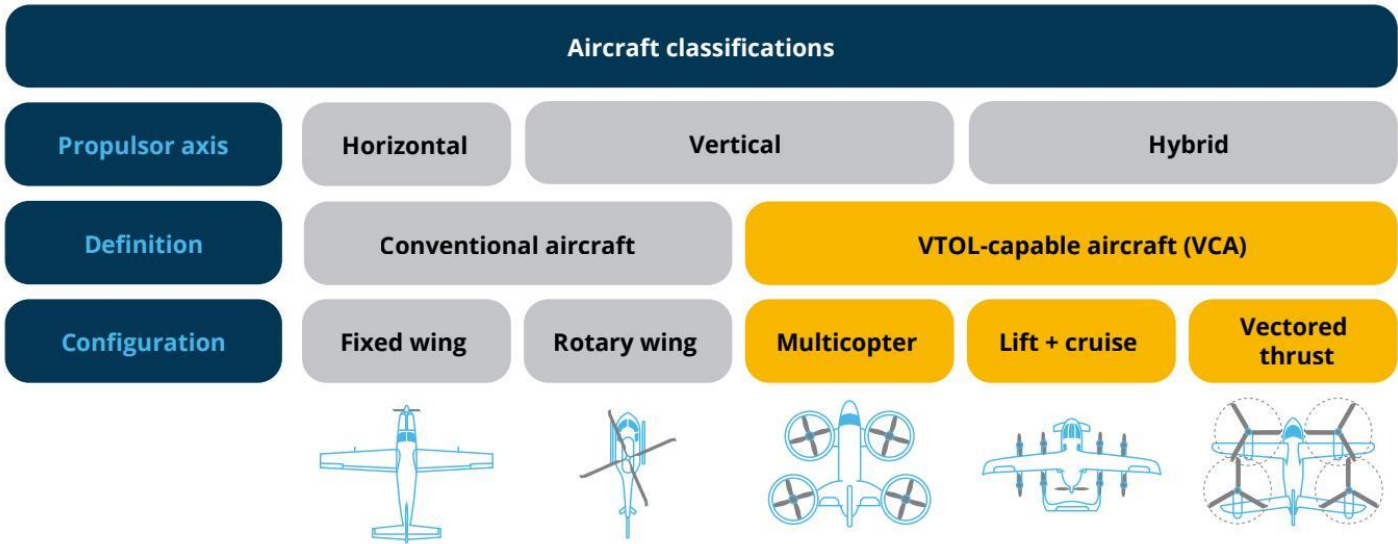 Aircraft classifications
Propulsor axis
Horizontal
Vertical
Hybrid
Definition
Conventional aircraft
VTOL-capable aircraft (VCA)
Configuration
Fixed wing
Rotary wing
Multicopter
Lift + cruise
Vectored
thrust